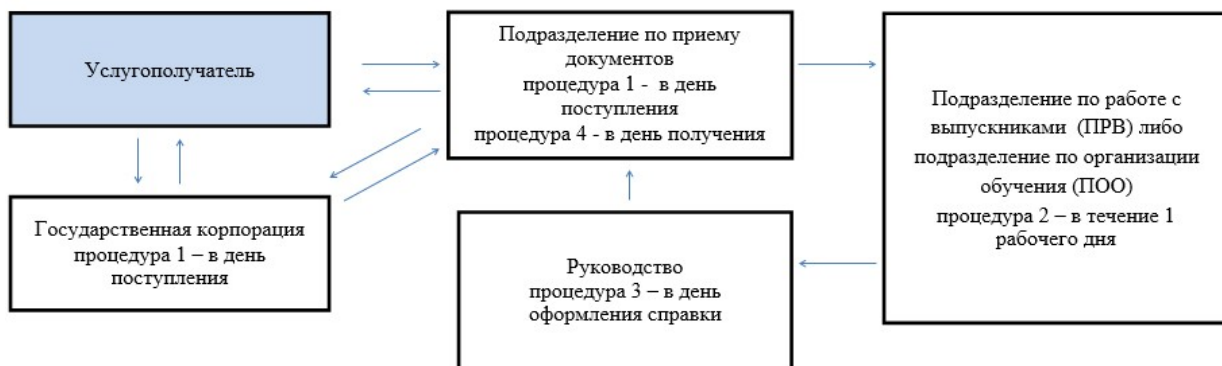 Услугополучатель
Подразделение по приему
документов
процедура 1 - в день
поступления
процедура 4 - в день получения
Подразделение по работе с
выпускниками (ПРВ) либо
подразделение по организации
обучения (ПОО)
процедура 2 – в течение 1
рабочего дня
Государственная корпорация
процедура 1 – в день
поступления
Руководство
процедура 3 – в день
оформления справки